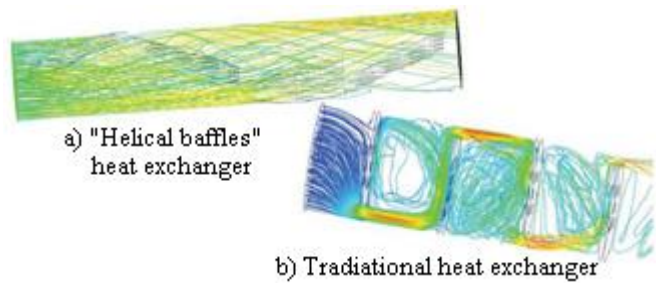 a) "Helical baffles"
heat exchanger
b) Tradiational heat exchanger